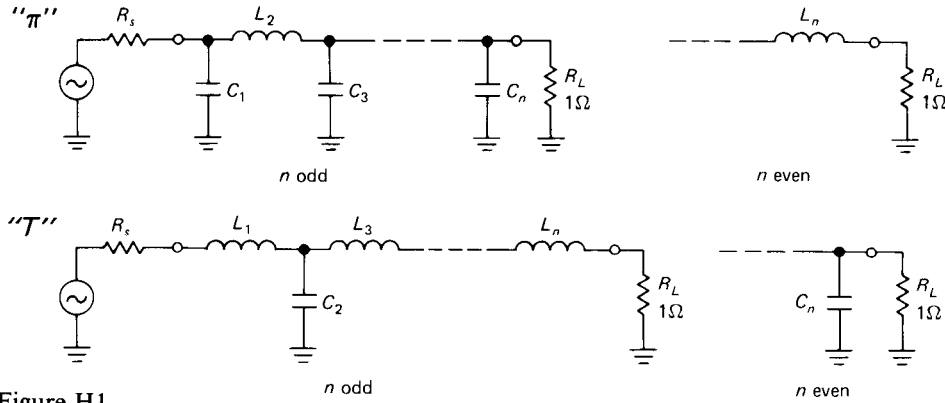 "π"
R_s
L_2
L_n
C_1
C_3
C_n
R_L
1Ω
R_L
1Ω
n odd
n even
"T"
R_s
L_1
L_3
L_n
C_2
R_L
1Ω
C_n
R_L
1Ω
n odd
n even
Figure H1